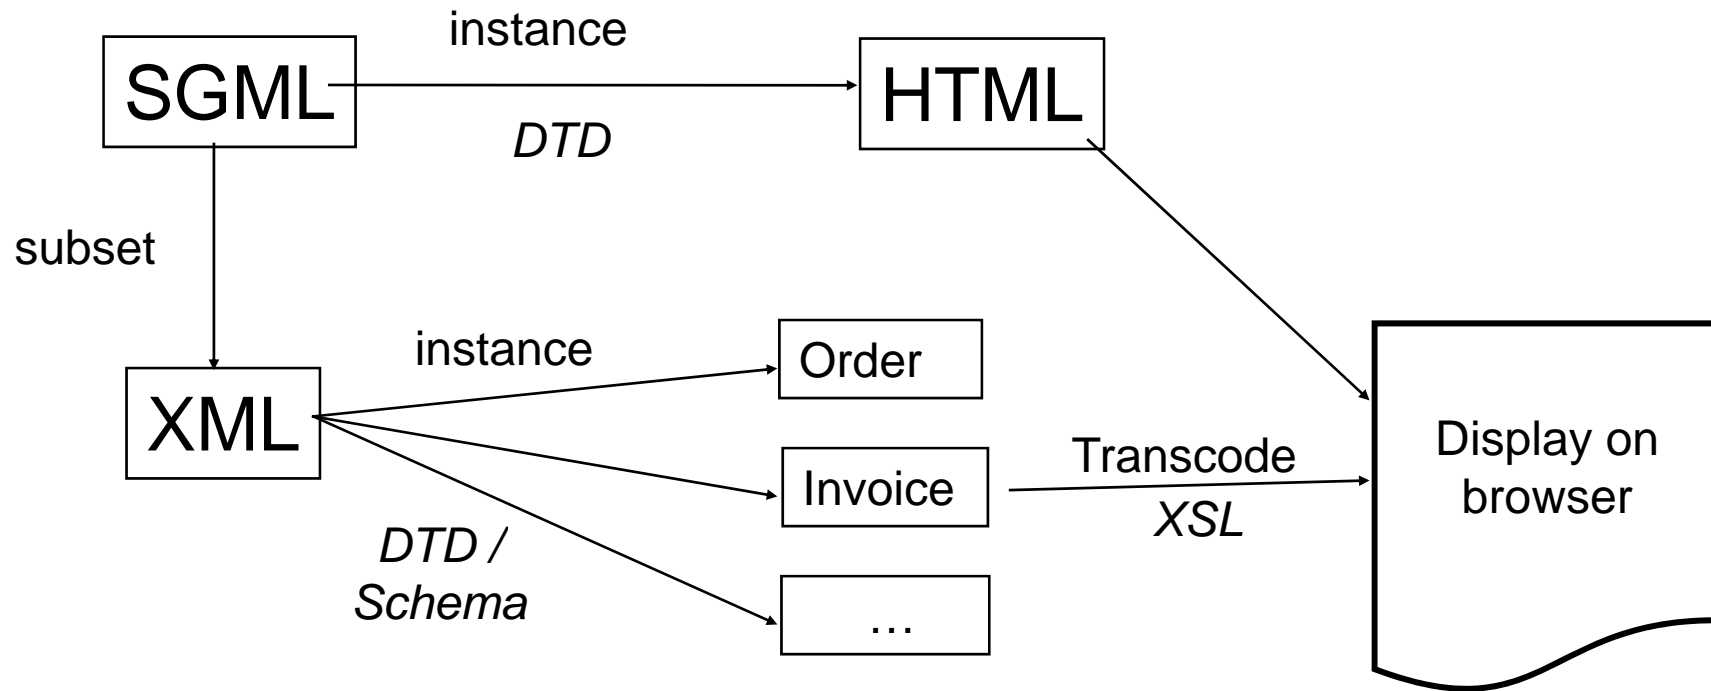 instance
SGML
HTML
DTD
subset
instance
Order
XML
Invoice
Transcode
XSL
Display on
browser
DTD /
Schema
…